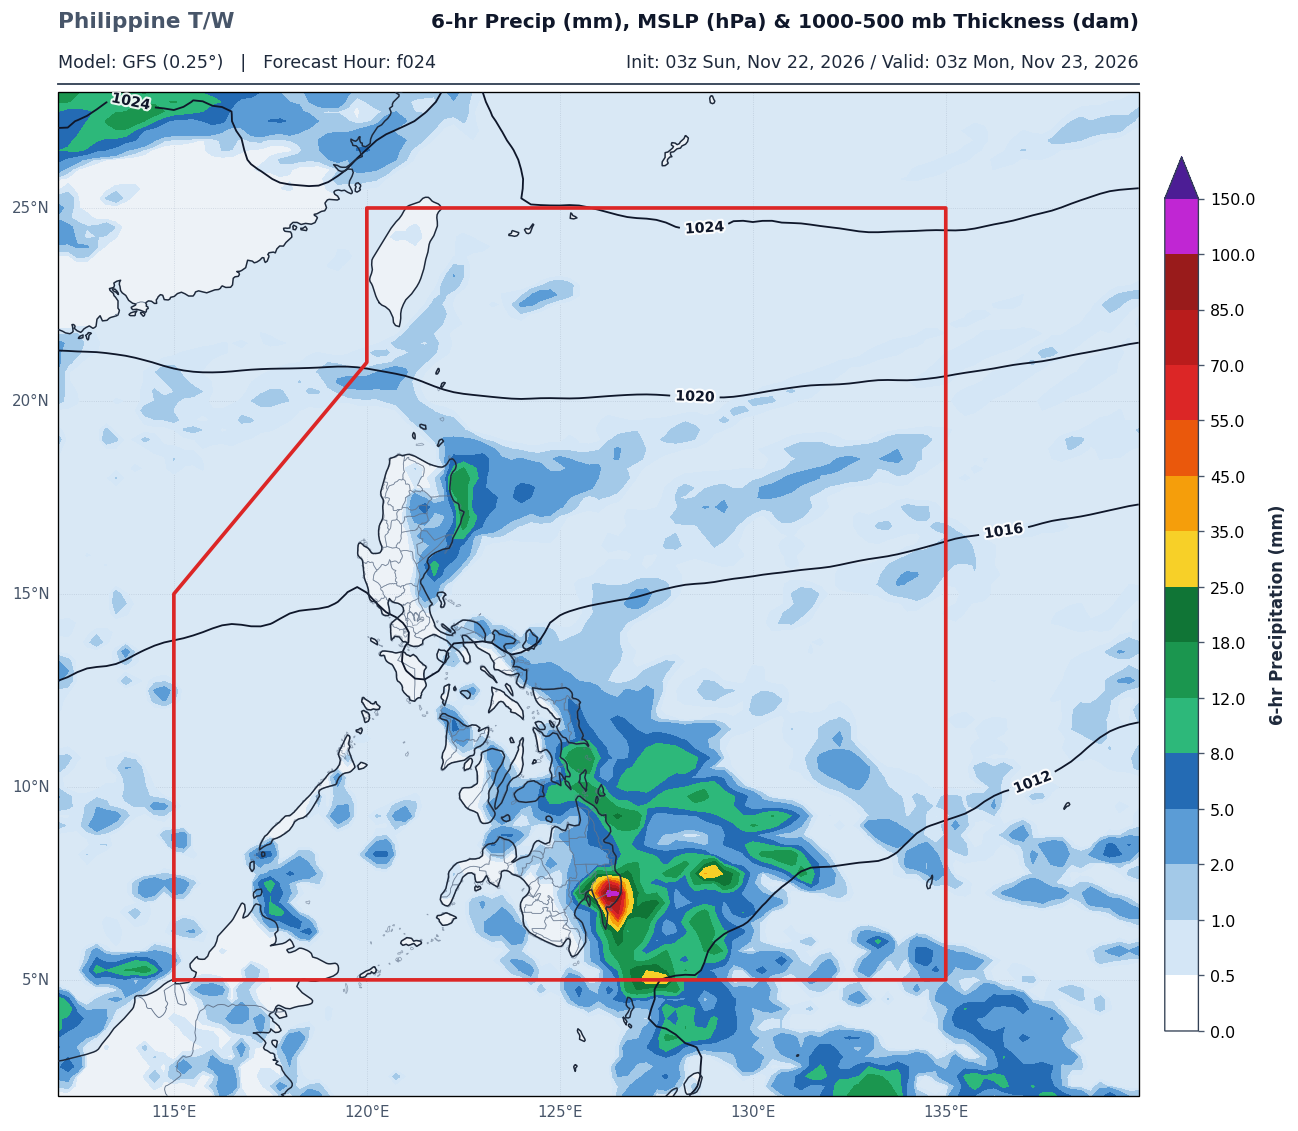 Philippine T/W
6-hr Precip (mm), MSLP (hPa) & 1000-500 mb Thickness (dam)
Model: GFS (0.25°) | Forecast Hour: f024
Init: 03z Sun, Nov 22, 2026 / Valid: 03z Mon, Nov 23, 2026
1024
1024
1020
1016
1012
25°N
20°N
15°N
10°N
5°N
115°E
120°E
125°E
130°E
135°E
150.0
100.0
85.0
70.0
55.0
45.0
35.0
25.0
18.0
12.0
8.0
5.0
2.0
1.0
0.5
0.0
6-hr Precipitation (mm)